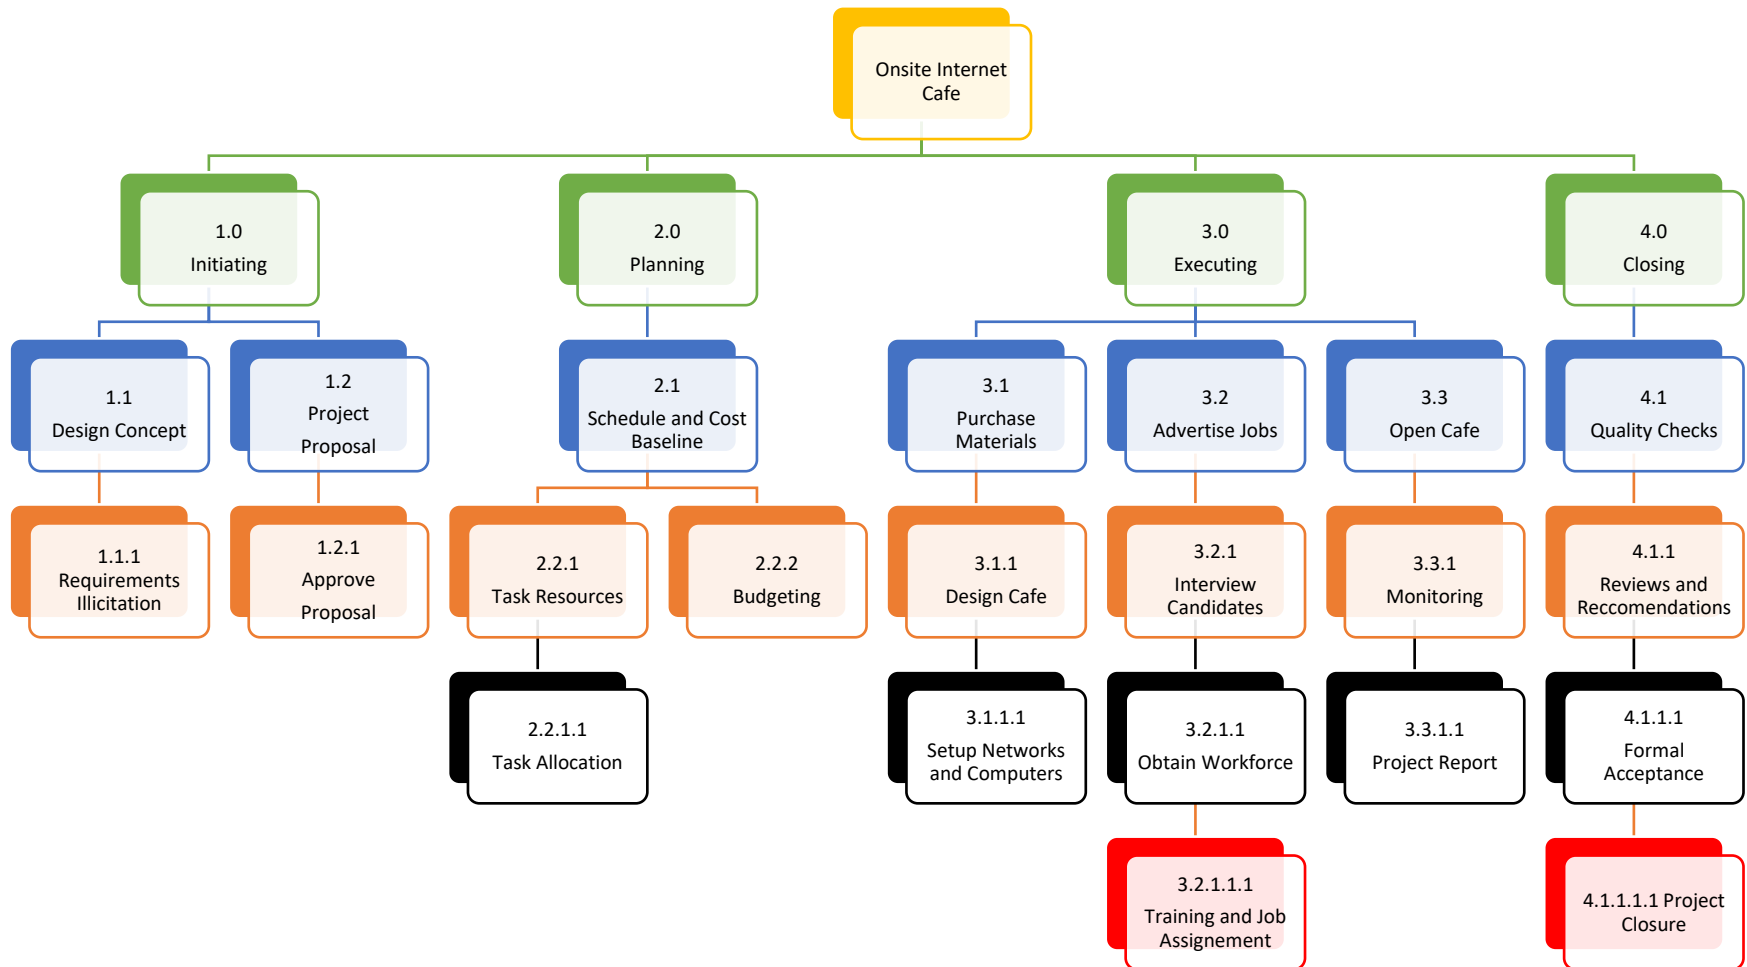 Onsite Internet
Cafe
1.0
Initiating
2.0
Planning
3.0
Executing
4.0
Closing
1.1
Design Concept
1.2
Project
Proposal
2.1
Schedule and Cost
Baseline
3.1
Purchase
Materials
3.2
Advertise Jobs
3.3
Open Cafe
4.1
Quality Checks
1.1.1
Requirements
Illicitation
1.2.1
Approve
Proposal
2.2.1
Task Resources
2.2.2
Budgeting
3.1.1
Design Cafe
3.2.1
Interview
Candidates
3.3.1
Monitoring
4.1.1
Reviews and
Reccomendations
2.2.1.1
Task Allocation
3.1.1.1
Setup Networks
and Computers
3.2.1.1
Obtain Workforce
3.3.1.1
Project Report
4.1.1.1
Formal
Acceptance
3.2.1.1.1
Training and Job
Assignement
4.1.1.1.1 Project
Closure